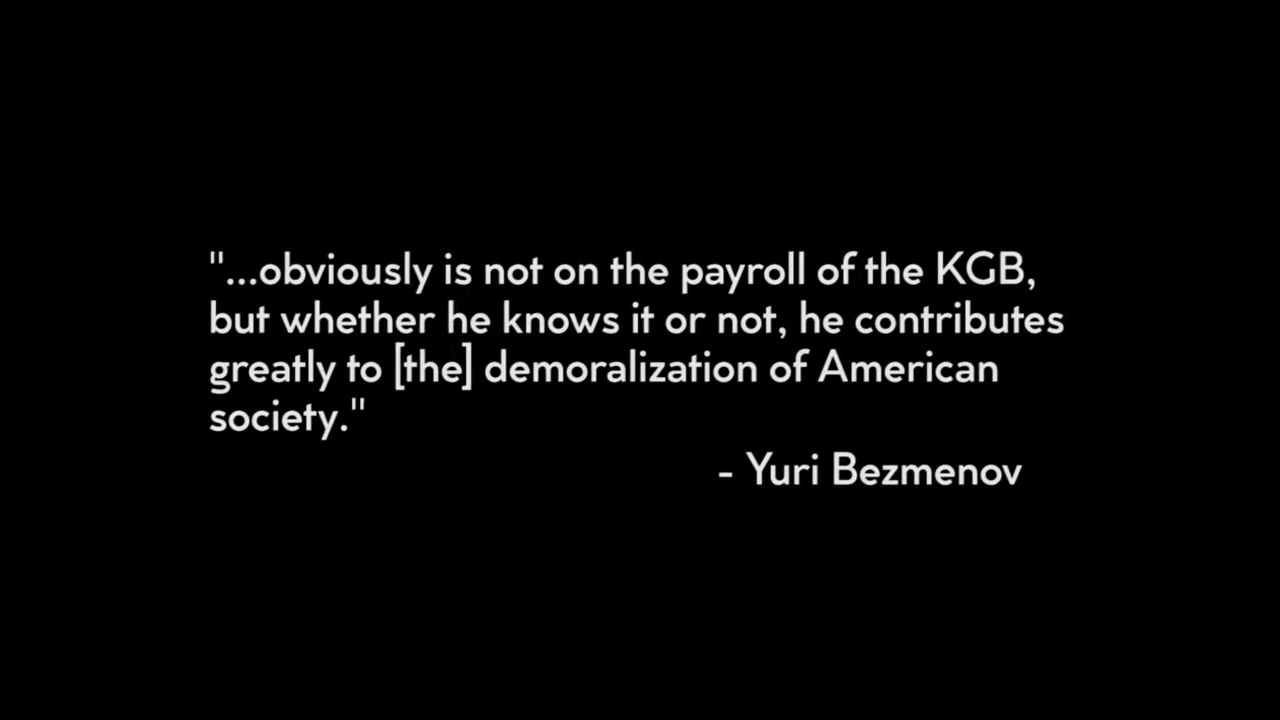 "...obviously is not on the payroll of the KGB,
but whether he knows it or not, he contributes
greatly to [the] demoralization of American
society."
- Yuri Bezmenov